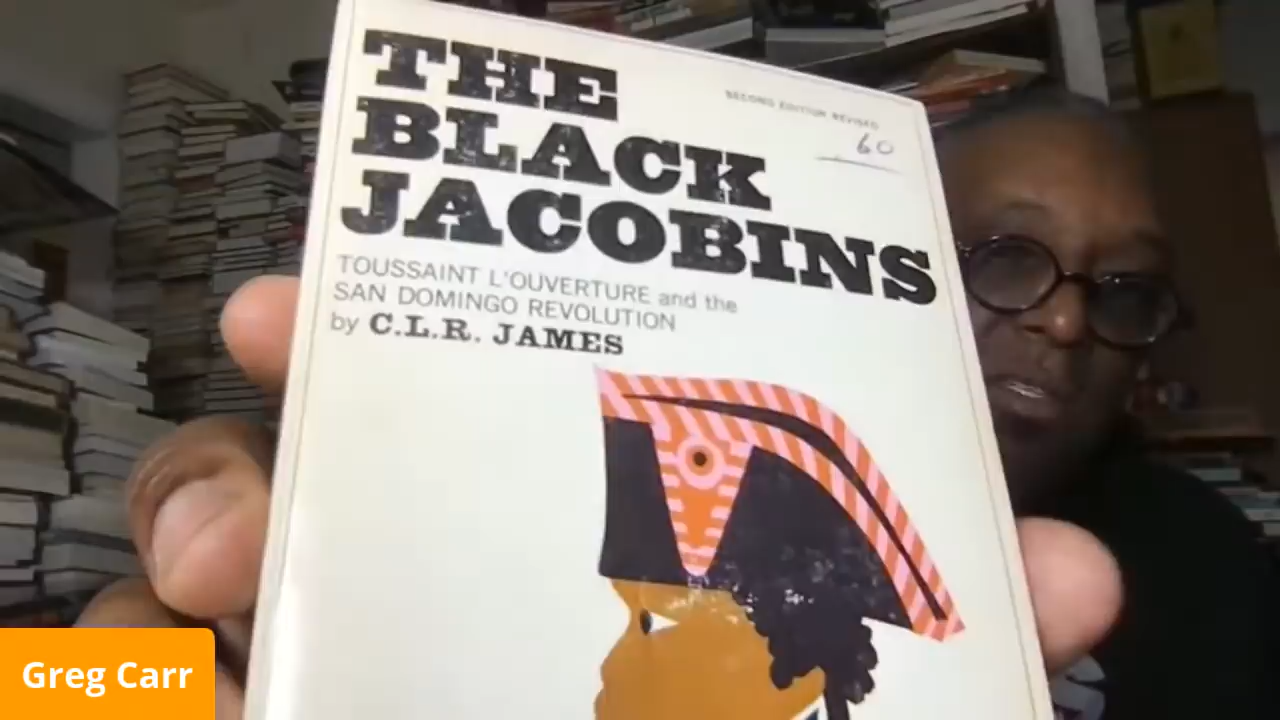 THE
BLACK
JACOBINS
SECOND EDITION REVISED
60
TOUSSAINT L'OUVERTURE and the
SAN DOMINGO REVOLUTION
by C.L.R. JAMES
Greg Carr